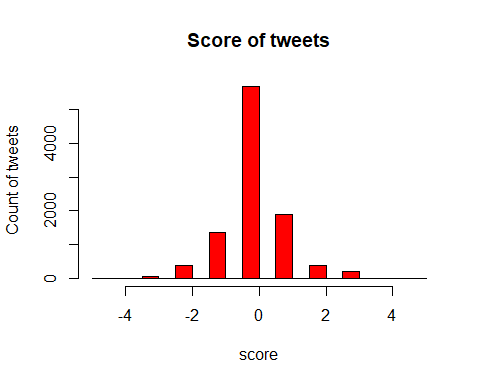 Score of tweets
Count of tweets
4000
2000
0
-4 -2 0 2 4
score